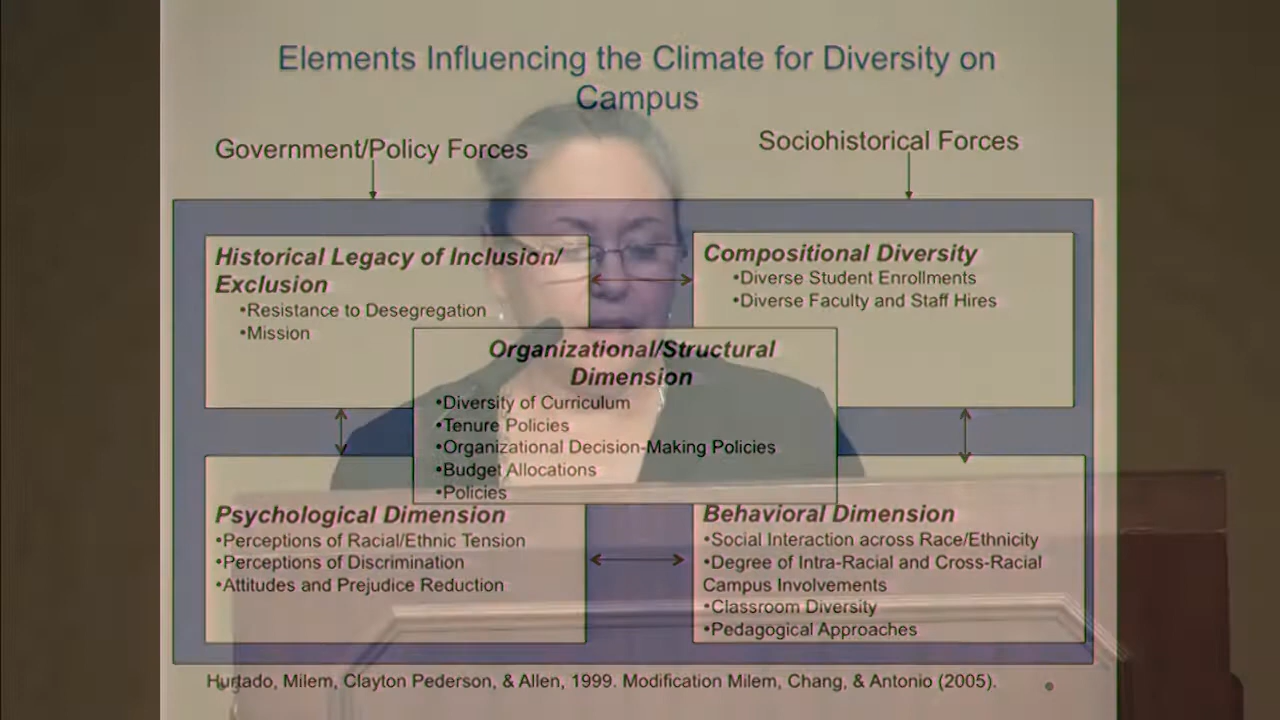 Elements Influencing the Climate for Diversity on
Campus
Government/Policy Forces
Sociohistorical Forces
Historical Legacy of Inclusion/
Exclusion
•Resistance to Desegregation
•Mission
Compositional Diversity
•Diverse Student Enrollments
•Diverse Faculty and Staff Hires
Organizational/Structural
Dimension
•Diversity of Curriculum
•Tenure Policies
•Organizational Decision-Making Policies
•Budget Allocations
•Policies
Psychological Dimension
•Perceptions of Racial/Ethnic Tension
•Perceptions of Discrimination
•Attitudes and Prejudice Reduction
Behavioral Dimension
•Social Interaction across Race/Ethnicity
•Degree of Intra-Racial and Cross-Racial
Campus Involvements
•Classroom Diversity
•Pedagogical Approaches
Hurtado, Milem, Clayton Pederson, & Allen, 1999. Modification Milem, Chang, & Antonio (2005).